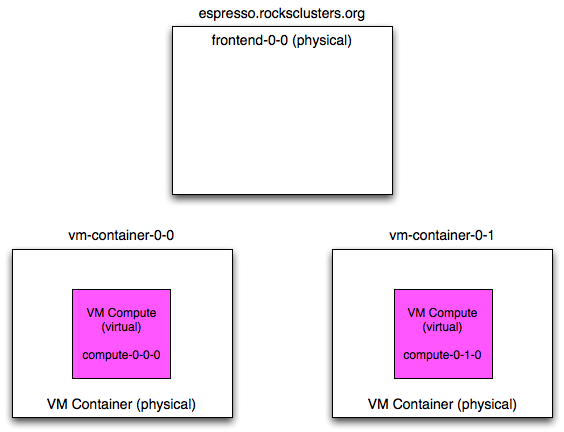 espresso.rocksclusters.org
frontend-0-0 (physical)
vm-container-0-0
VM Compute
(virtual)
compute-0-0-0
VM Container (physical)
vm-container-0-1
VM Compute
(virtual)
compute-0-1-0
VM Container (physical)